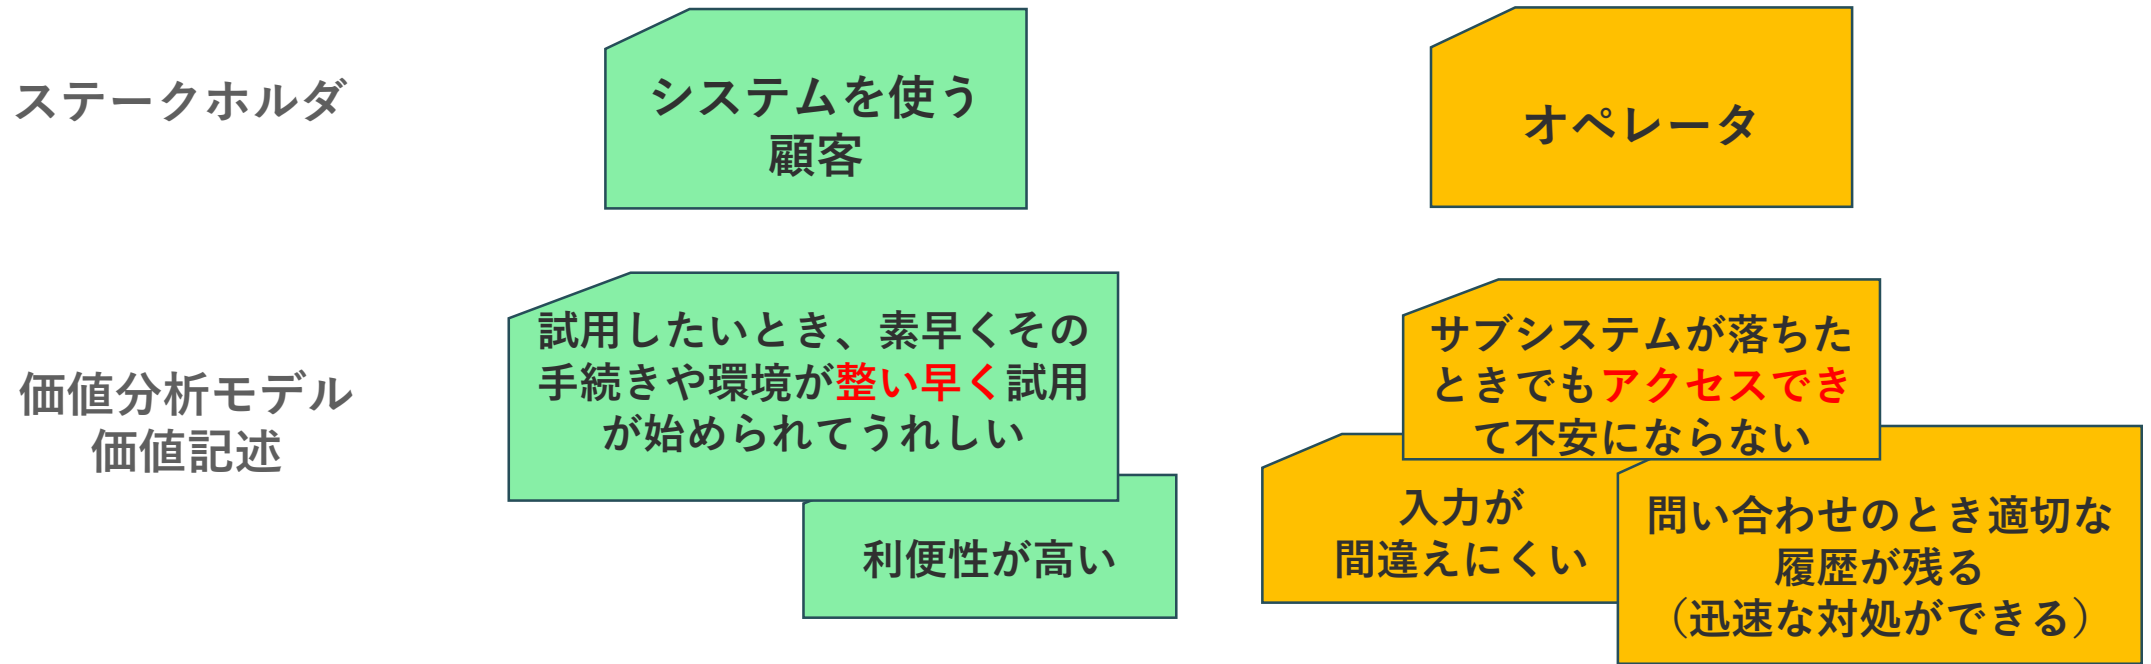 ステークホルダ
システムを使う
顧客
オペレータ
価値分析モデル
価値記述
試用したいとき、素早くその
手続きや環境が整い早く試用
が始められてうれしい
利便性が高い
サブシステムが落ちた
ときでもアクセスでき
て不安にならない
入力が
間違えにくい
問い合わせのとき適切な
履歴が残る
（迅速な対処ができる）